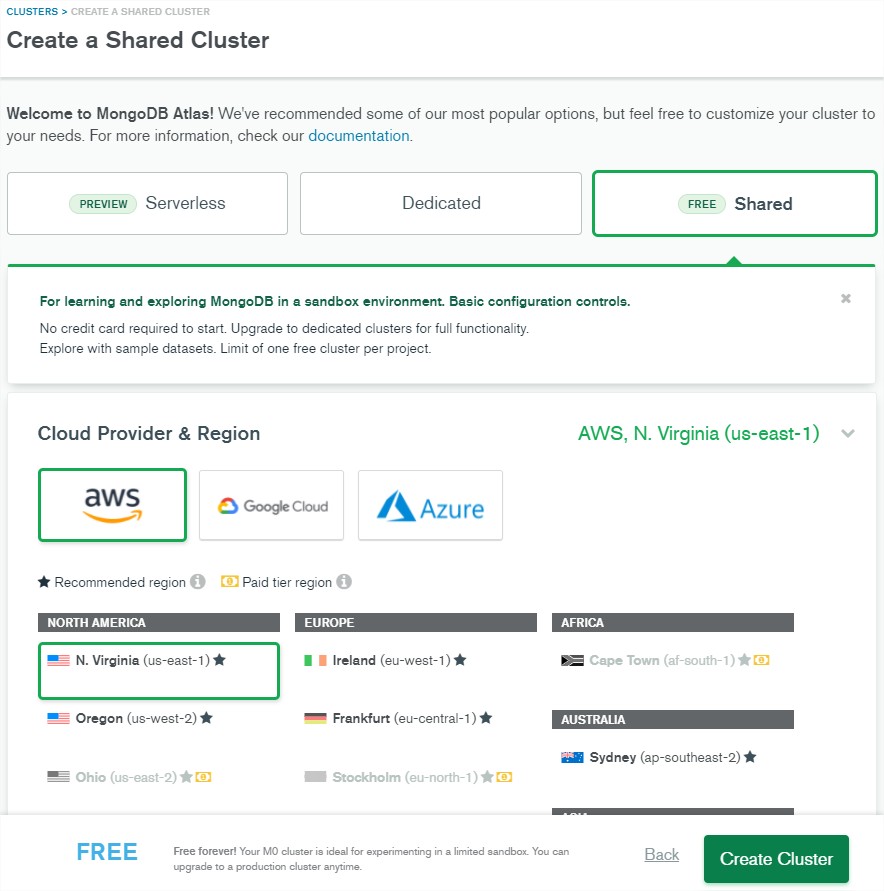 CLUSTERS > CREATE A SHARED CLUSTER
Create a Shared Cluster
Welcome to MongoDB Atlas! We've recommended some of our most popular options, but feel free to customize your cluster to
your needs. For more information, check our documentation.
PREVIEW Serverless
Dedicated
FREE Shared
For learning and exploring MongoDB in a sandbox environment. Basic configuration controls.
No credit card required to start. Upgrade to dedicated clusters for full functionality.
Explore with sample datasets. Limit of one free cluster per project.
Cloud Provider & Region
AWS, N. Virginia (us-east-1)
aws
Google Cloud
Azure
★ Recommended region
Paid tier region
NORTH AMERICA
N. Virginia (us-east-1) ★
Oregon (us-west-2) ★
Ohio (us-east-2) ★
EUROPE
Ireland (eu-west-1) ★
Frankfurt (eu-central-1) ★
Stockholm (eu-north-1) ★
AFRICA
Cape Town (af-south-1) ★
AUSTRALIA
Sydney (ap-southeast-2) ★
FREE
Free forever! Your M0 cluster is ideal for experimenting in a limited sandbox. You can
upgrade to a production cluster anytime.
Back
Create Cluster